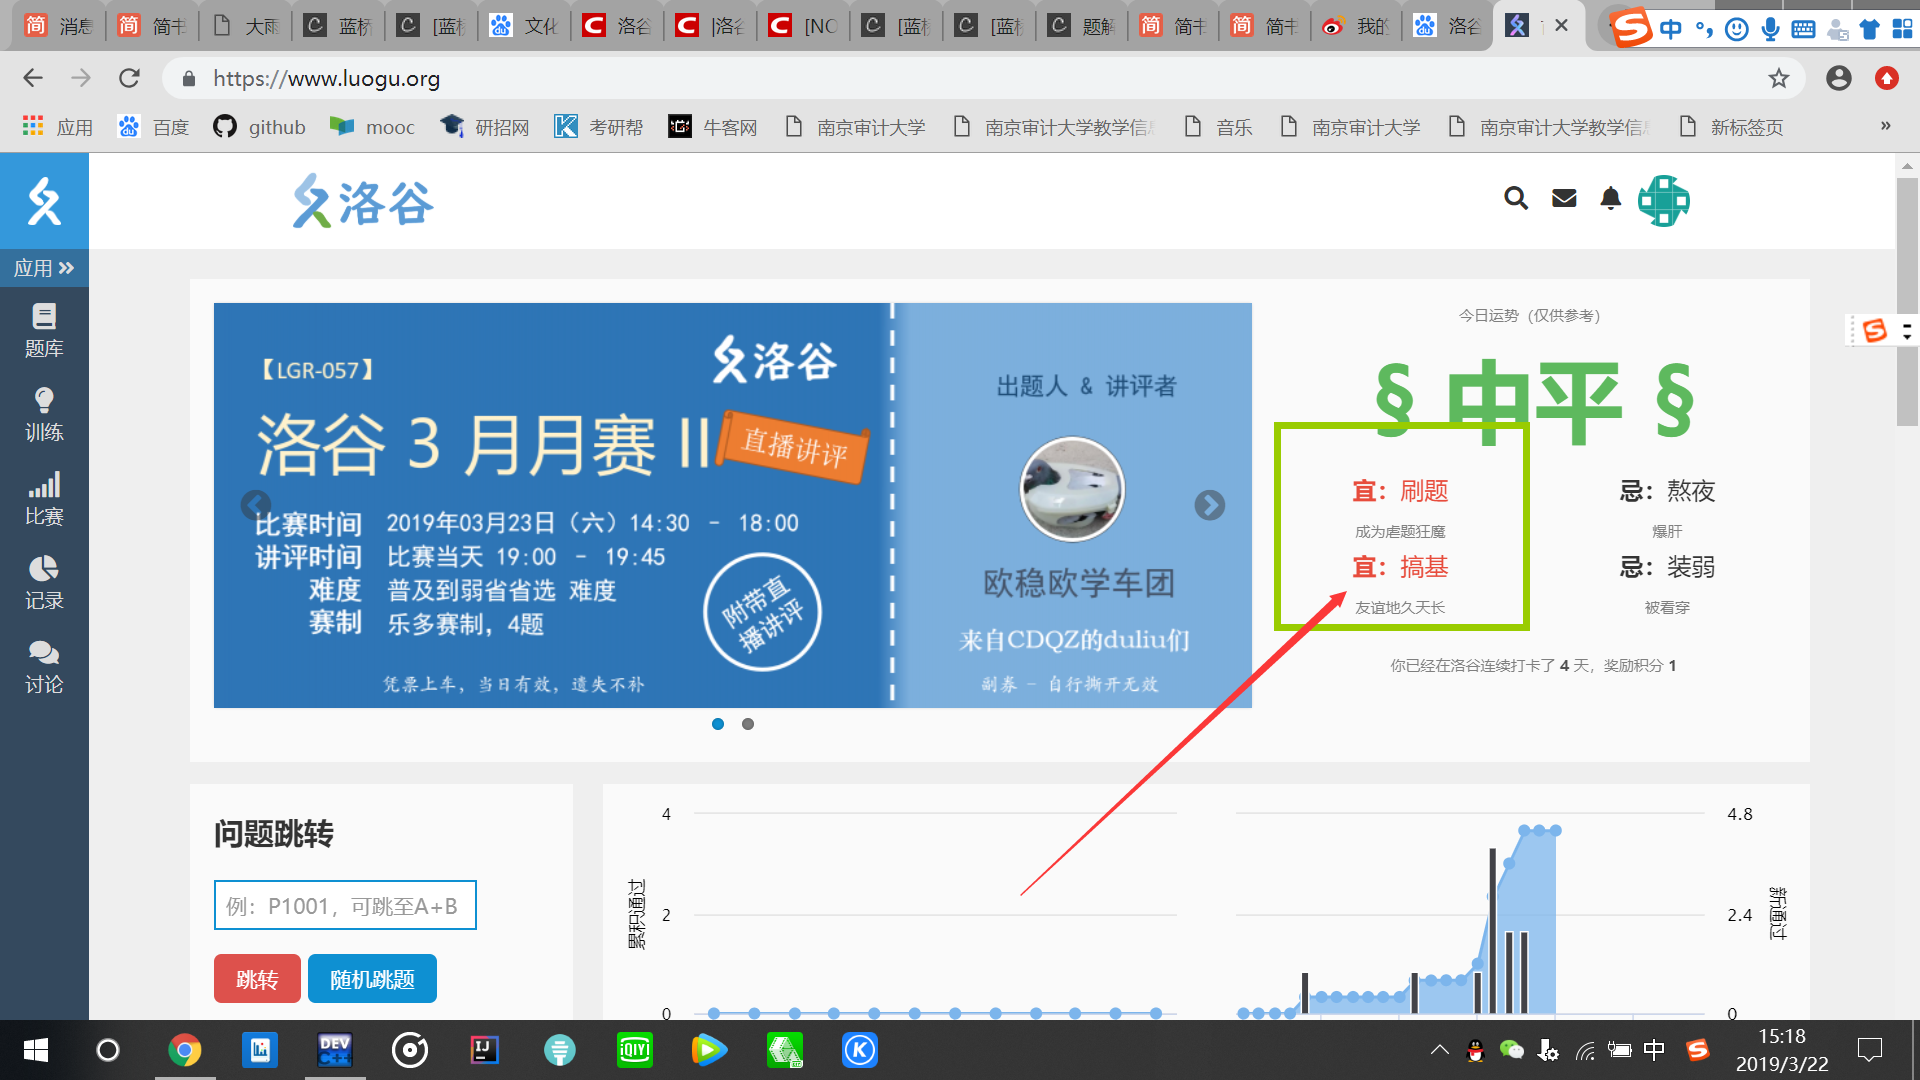 消息
简书
大雨
蓝桥
[蓝桥
文化
洛谷
|洛谷
[NO
[蓝桥
[蓝桥
题解
简书
简书
我的
洛谷
中
https://www.luogu.org
应用
百度
github
mooc
研招网
考研帮
牛客网
南京审计大学
南京审计大学教学信息
音乐
南京审计大学
南京审计大学教学信息
新标签页
»
洛谷
应用
题库
训练
比赛
记录
讨论
【LGR-057】
洛谷
洛谷 3 月月赛 II
直播讲评
比赛时间 2019年03月23日（六）14:30 - 18:00
讲评时间 比赛当天 19:00 - 19:45
难度 普及到弱省省选 难度
赛制 乐多赛制，4题
附带直播讲评
凭票上车，当日有效，遗失不补
出题人 & 讲评者
欧稳欧学车团
来自CDQZ的duliu们
副券 - 自行撕开无效
今日运势（仅供参考）
§ 中平 §
宜：刷题
成为虐题狂魔
宜：搞基
友谊地久天长
忌：熬夜
爆肝
忌：装弱
被看穿
你已经在洛谷连续打卡了 4 天，奖励积分 1
问题跳转
例：P1001，可跳至A+B
跳转
随机跳题
累积通过
4
2
0
新通过
4.8
2.4
0
DEV
IJ
iQIYI
K
中
15:18
2019/3/22